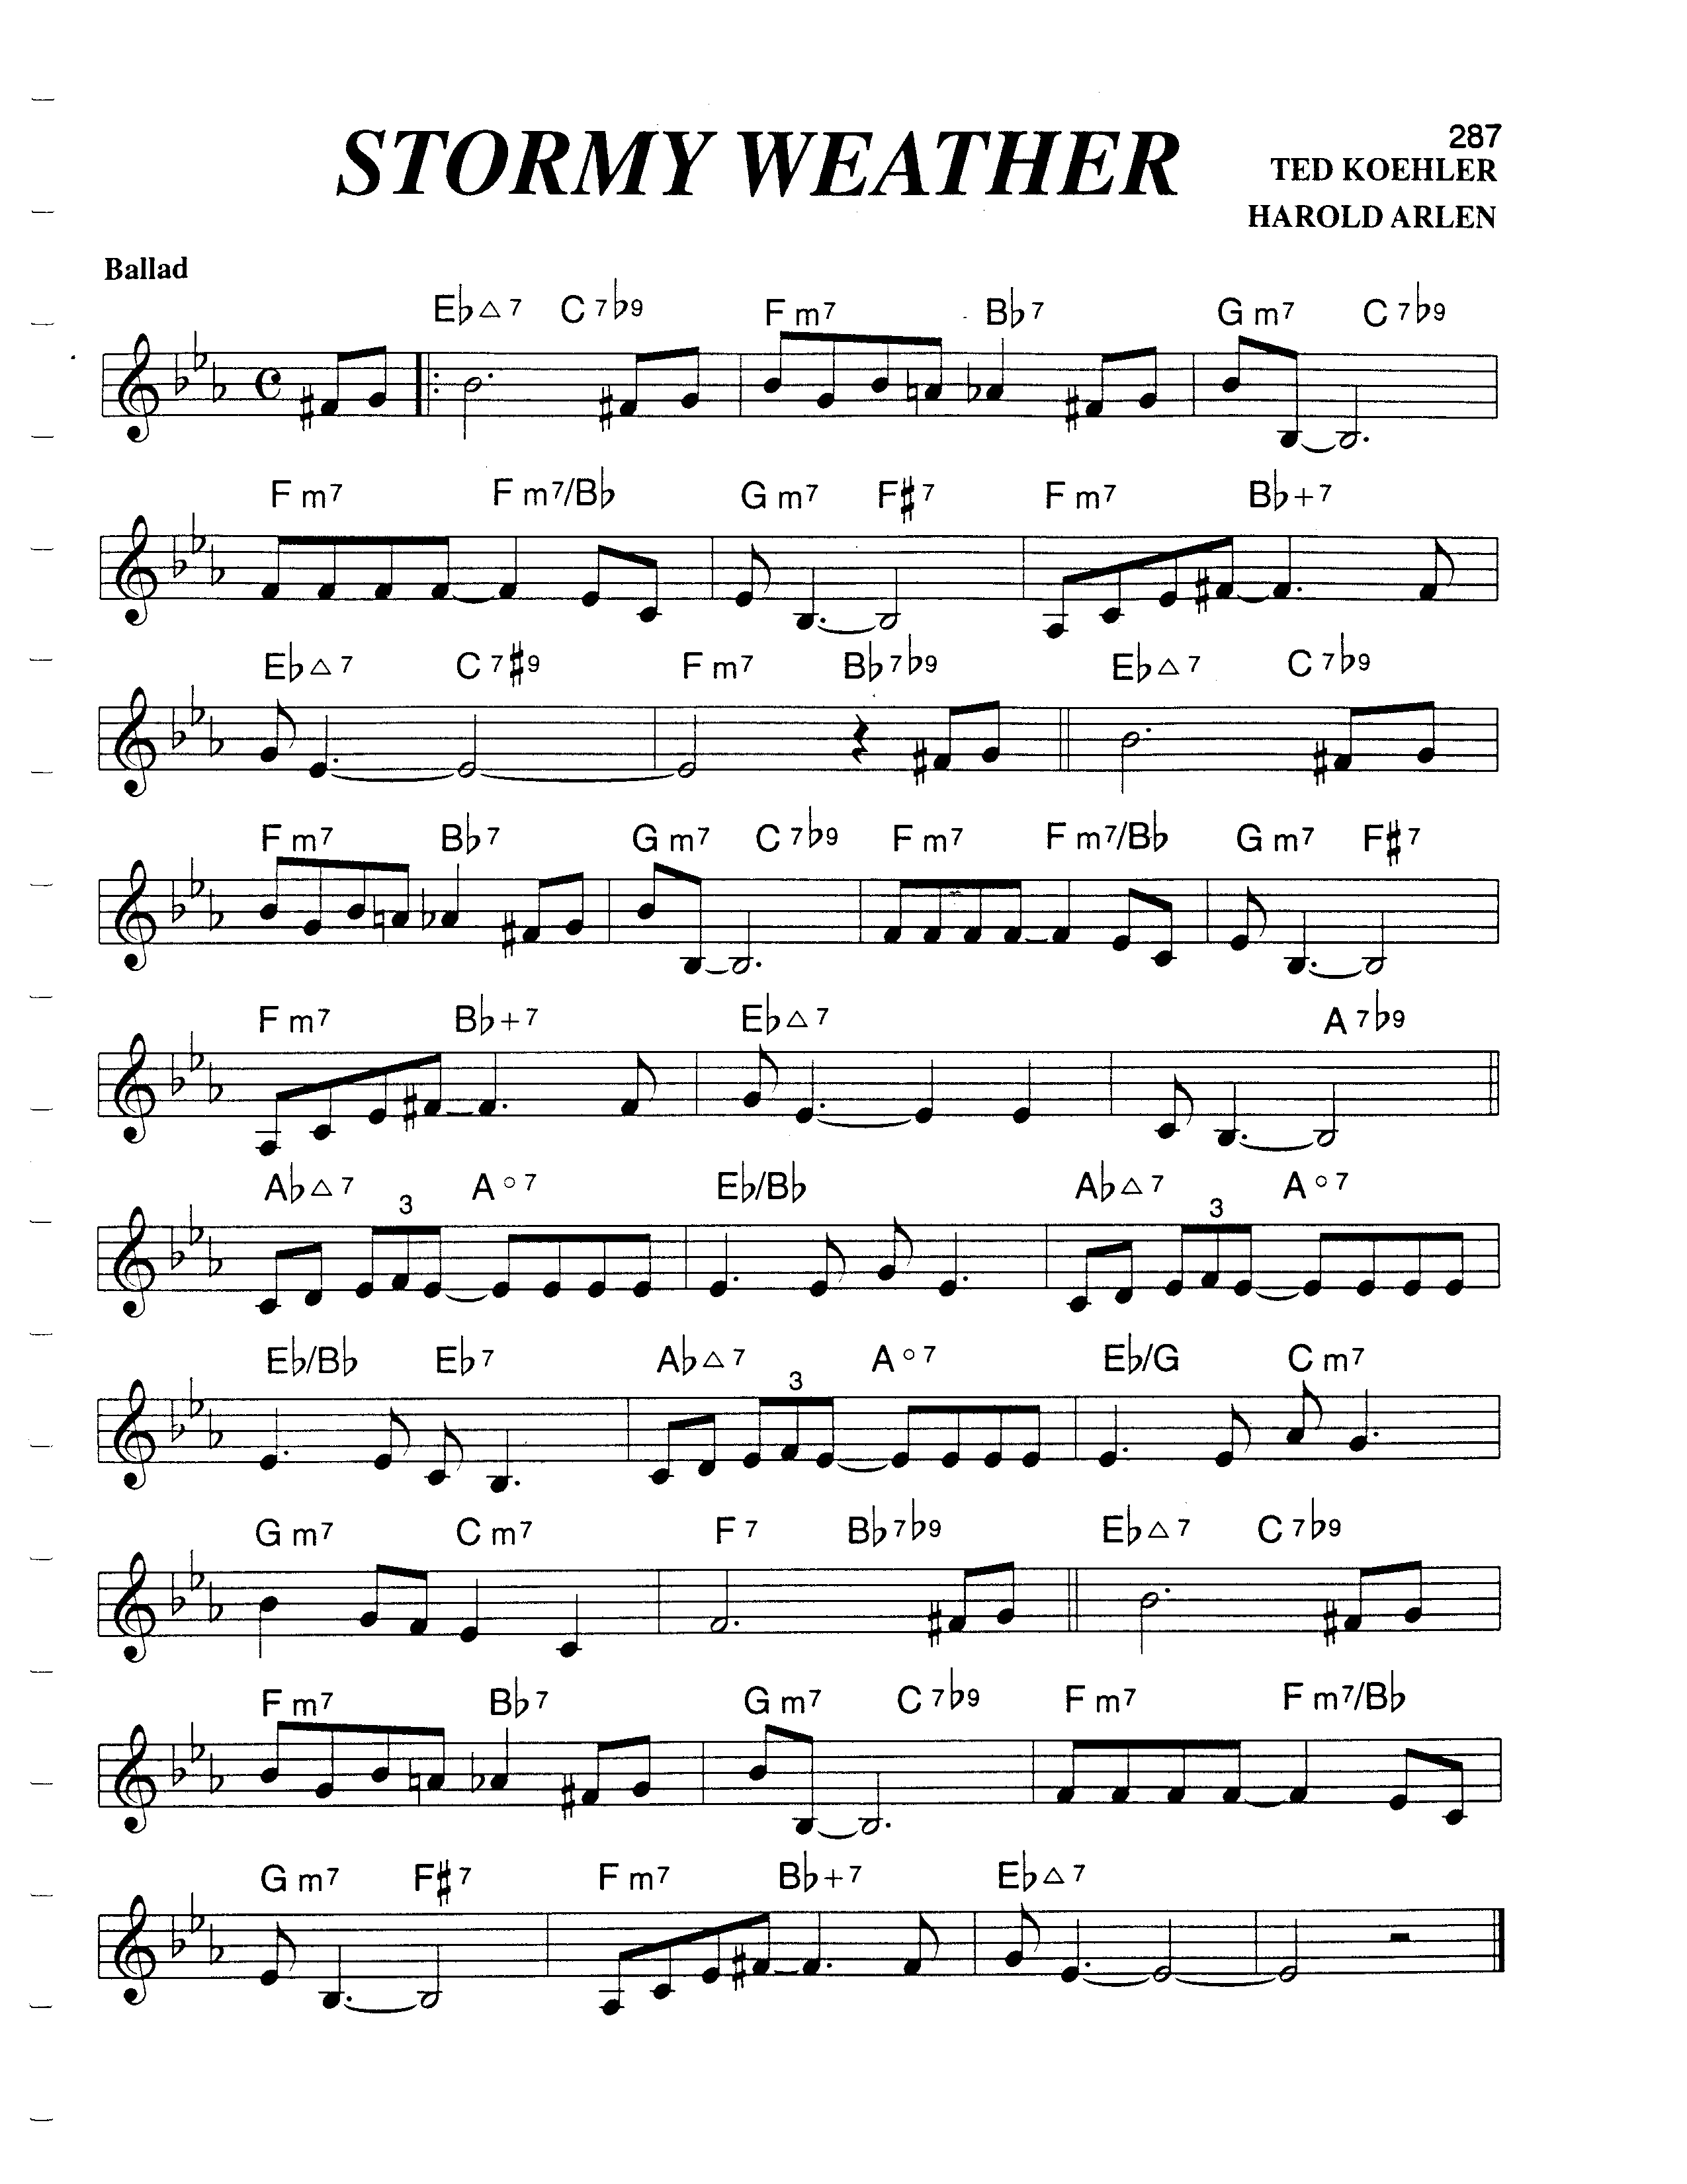 287
STORMY WEATHER
TED KOEHLER
HAROLD ARLEN
Ballad
E♭△7 C7♭9 Fm7 B♭7 Gm7 C7♭9
Fm7 Fm7/B♭ Gm7 F♯7 Fm7 B♭+7
E♭△7 C7♯9 Fm7 B♭7♭9 E♭△7 C7♭9
Fm7 B♭7 Gm7 C7♭9 Fm7 Fm7/B♭ Gm7 F♯7
Fm7 B♭+7 E♭△7 A7♭9
A♭△7 3 A°7 E♭/B♭ A♭△7 3 A°7
E♭/B♭ E♭7 A♭△7 3 A°7 E♭/G Cm7
Gm7 Cm7 F7 B♭7♭9 E♭△7 C7♭9
Fm7 B♭7 Gm7 C7♭9 Fm7 Fm7/B♭
Gm7 F♯7 Fm7 B♭+7 E♭△7